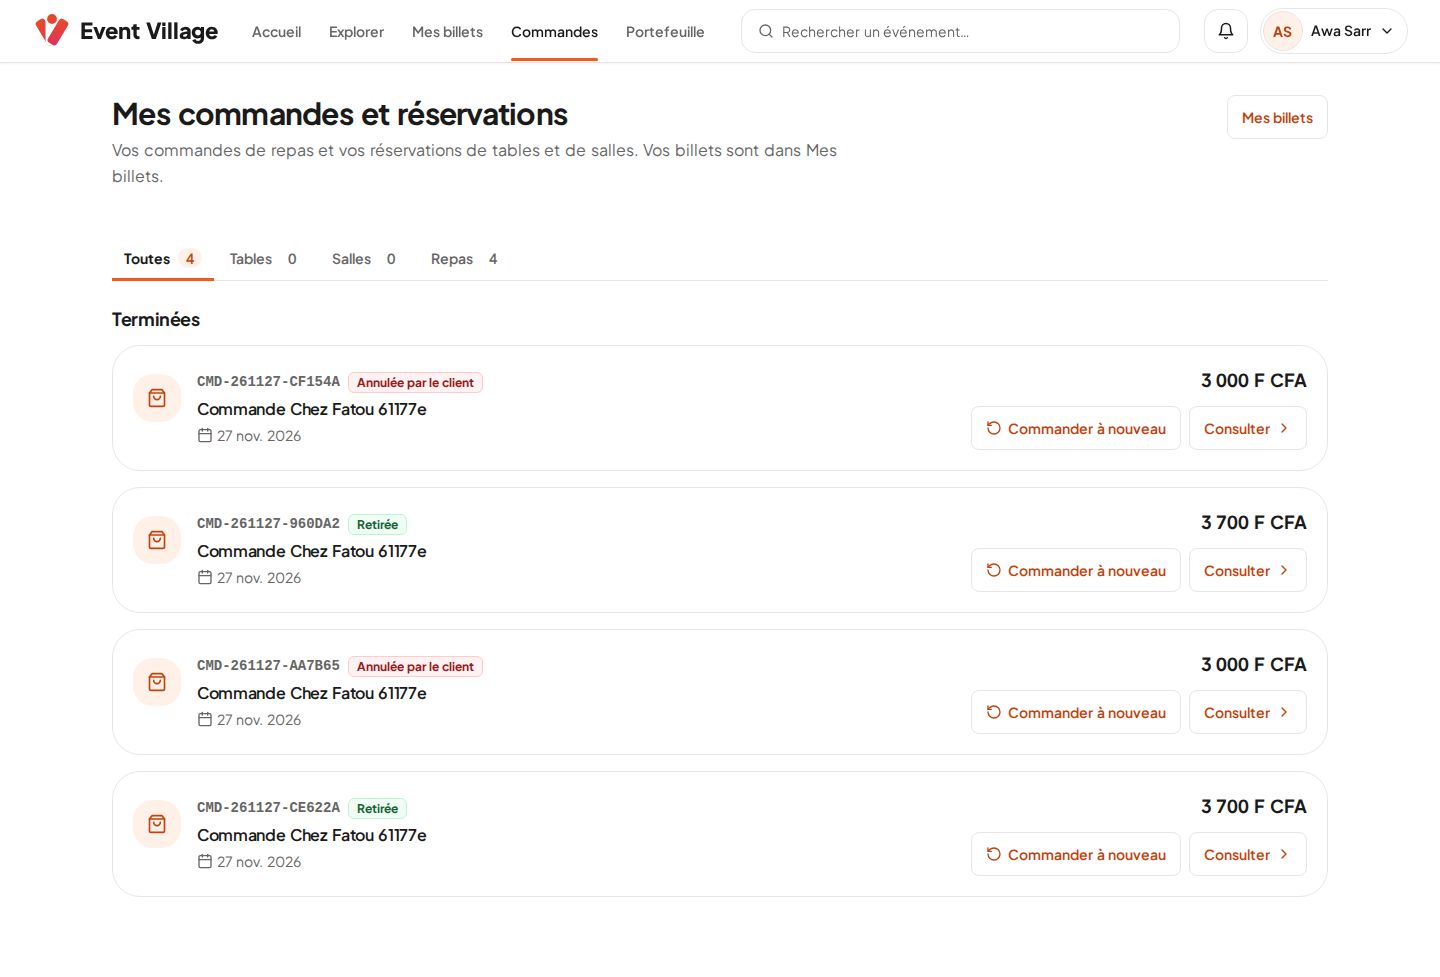 Event Village
Accueil
Explorer
Mes billets
Commandes
Portefeuille
Rechercher un événement…
AS
Awa Sarr
Mes commandes et réservations
Mes billets
Vos commandes de repas et vos réservations de tables et de salles. Vos billets sont dans Mes
billets.
Toutes 4
Tables 0
Salles 0
Repas 4
Terminées
CMD-261127-CF154A Annulée par le client
3 000 F CFA
Commande Chez Fatou 61177e
27 nov. 2026
Commander à nouveau
Consulter
CMD-261127-960DA2 Retirée
3 700 F CFA
Commande Chez Fatou 61177e
27 nov. 2026
Commander à nouveau
Consulter
CMD-261127-AA7B65 Annulée par le client
3 000 F CFA
Commande Chez Fatou 61177e
27 nov. 2026
Commander à nouveau
Consulter
CMD-261127-CE622A Retirée
3 700 F CFA
Commande Chez Fatou 61177e
27 nov. 2026
Commander à nouveau
Consulter